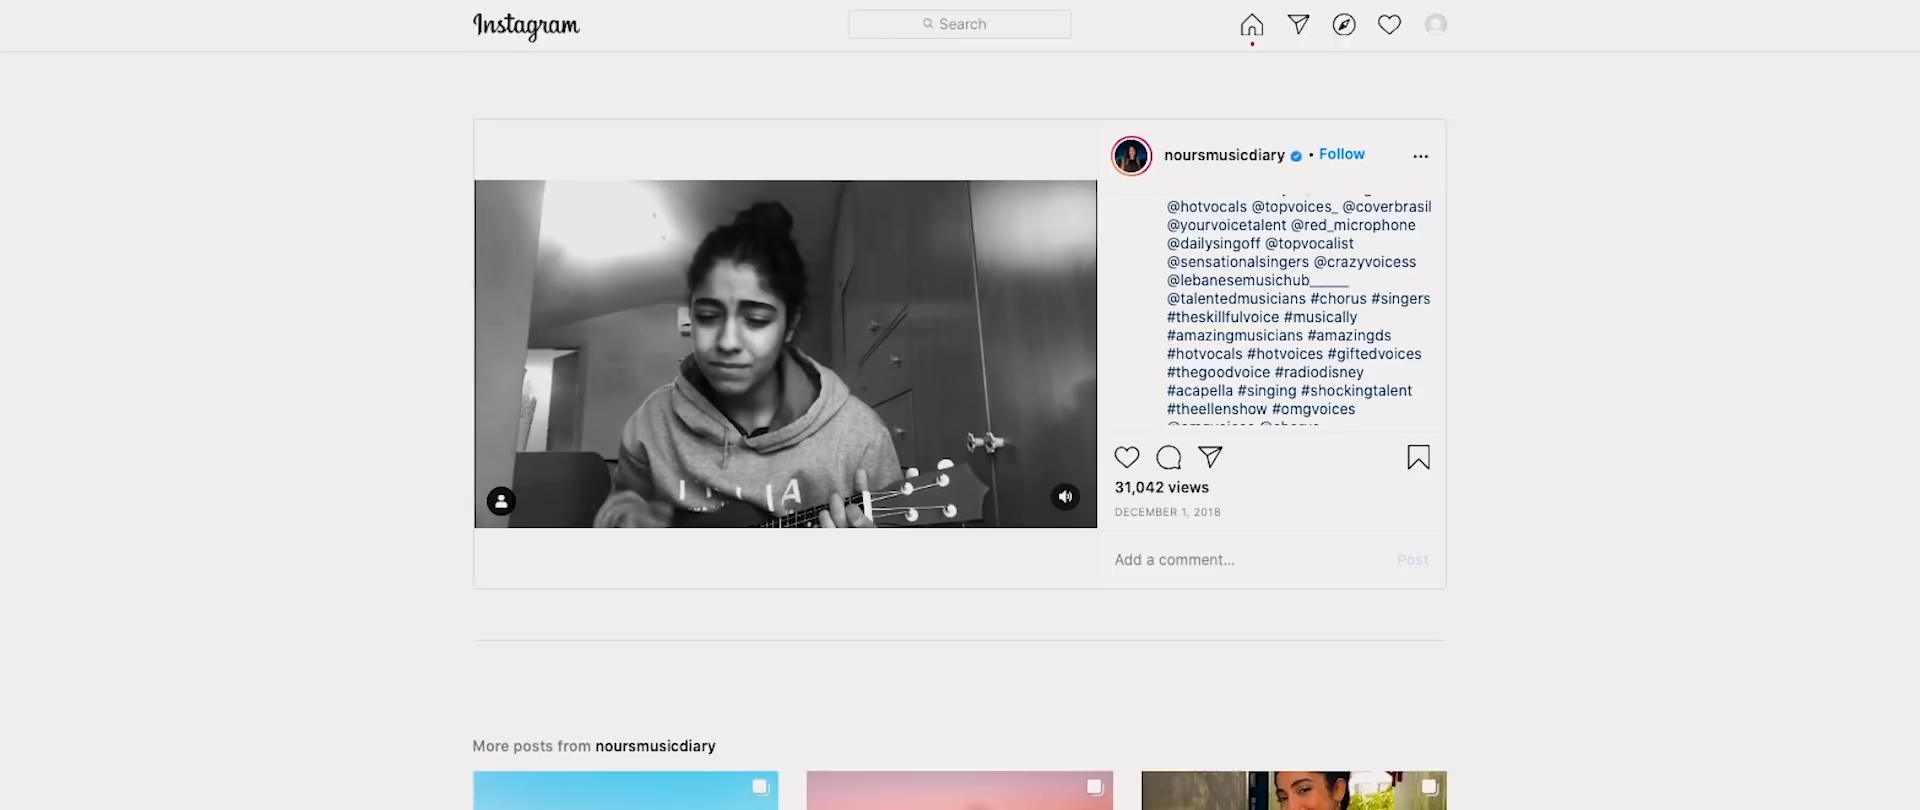 Instagram
Search
noursmusicdiary • Follow
@hotvocals @topvoices_ @coverbrasil
@yourvoicetalent @red_microphone
@dailysingoff @topvocalist
@sensationalsingers @crazyvoicess
@lebanesemusichub______
@talentedmusicians #chorus #singers
#theskillfulvoice #musically
#amazingmusicians #amazingds
#hotvocals #hotvoices #giftedvoices
#thegoodvoice #radiodisney
#acapella #singing #shockingtalent
#theellenshow #omgvoices
31,042 views
DECEMBER 1, 2018
Add a comment...
Post
More posts from noursmusicdiary